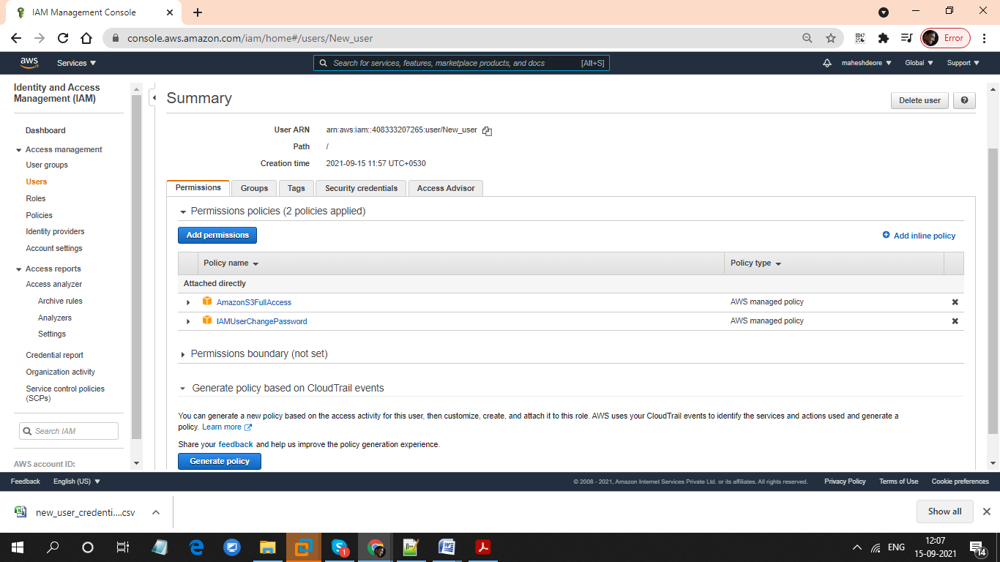 IAM Management Console
console.aws.amazon.com/iam/home#/users/New_user
Error
aws
Services
Search for services, features, marketplace products, and docs
[Alt+S]
maheshdeore
Global
Support
Identity and Access
Management (IAM)
Dashboard
Access management
User groups
Users
Roles
Policies
Identity providers
Account settings
Access reports
Access analyzer
Archive rules
Analyzers
Settings
Credential report
Organization activity
Service control policies
(SCPs)
Search IAM
AWS account ID:
Summary
Delete user
User ARN arn:aws:iam::408333207265:user/New_user
Path /
Creation time 2021-09-15 11:57 UTC+0530
Permissions
Groups
Tags
Security credentials
Access Advisor
Permissions policies (2 policies applied)
Add permissions
Add inline policy
Policy name
Policy type
Attached directly
AmazonS3FullAccess AWS managed policy
IAMUserChangePassword AWS managed policy
Permissions boundary (not set)
Generate policy based on CloudTrail events
You can generate a new policy based on the access activity for this user, then customize, create, and attach it to this role. AWS uses your CloudTrail events to identify the services and actions used and generate a
policy. Learn more
Share your feedback and help us improve the policy generation experience.
Generate policy
Feedback
English (US)
© 2008 - 2021, Amazon Internet Services Private Ltd. or its affiliates. All rights reserved.
Privacy Policy
Terms of Use
Cookie preferences
new_user_credenti....csv
Show all
1
ENG
12:07
15-09-2021
14